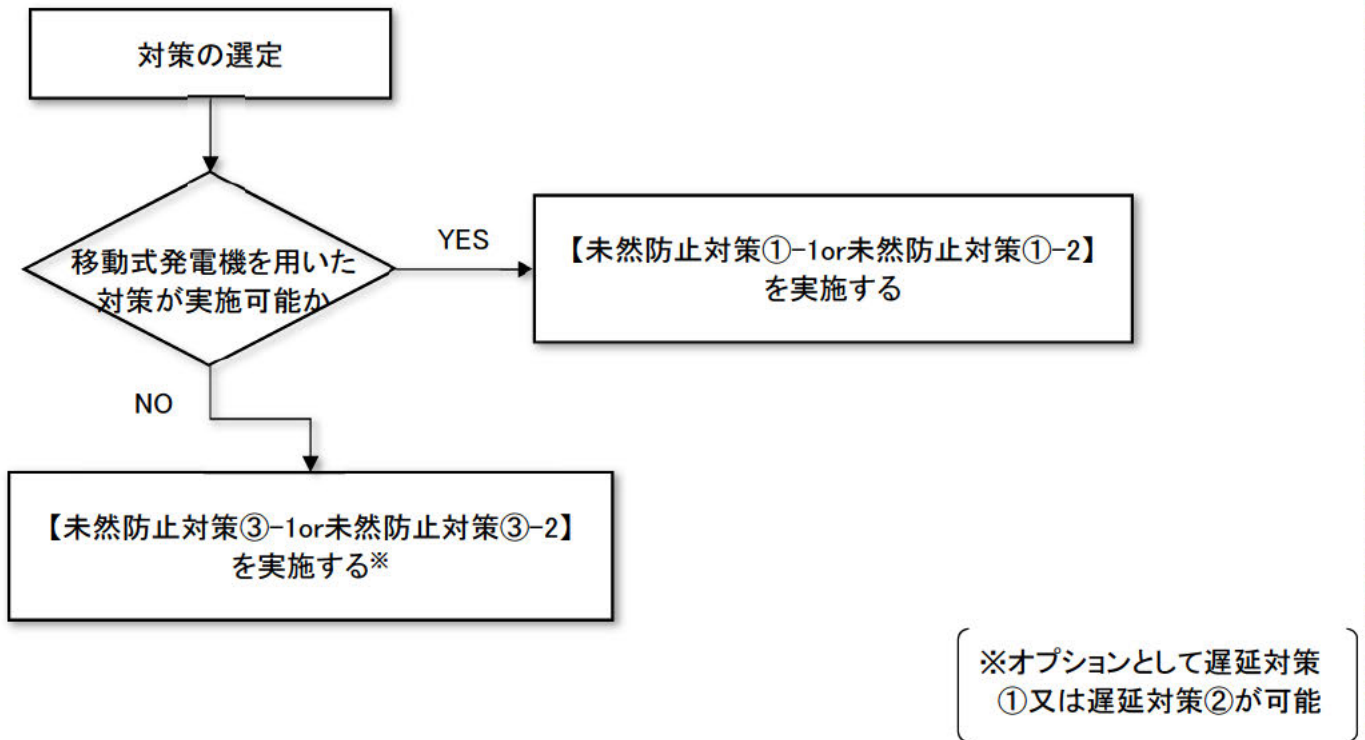 対策の選定
移動式発電機を用いた
対策が実施可能か
YES
【未然防止対策①-1or未然防止対策①-2】
を実施する
NO
【未然防止対策③-1or未然防止対策③-2】
を実施する※
※オプションとして遅延対策
①又は遅延対策②が可能